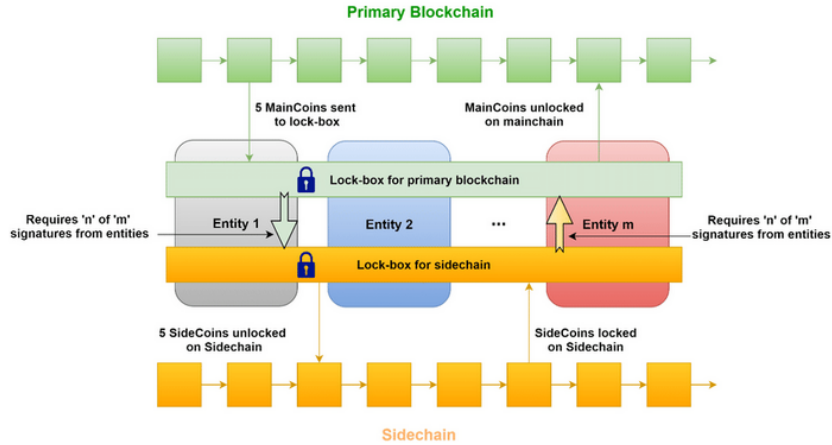 Primary Blockchain
5 MainCoins sent
to lock-box
MainCoins unlocked
on mainchain
Lock-box for primary blockchain
Requires 'n' of 'm'
signatures from entities
Entity 1
Entity 2
...
Entity m
Requires 'n' of 'm'
signatures from entities
Lock-box for sidechain
5 SideCoins unlocked
on Sidechain
SideCoins locked
on Sidechain
Sidechain